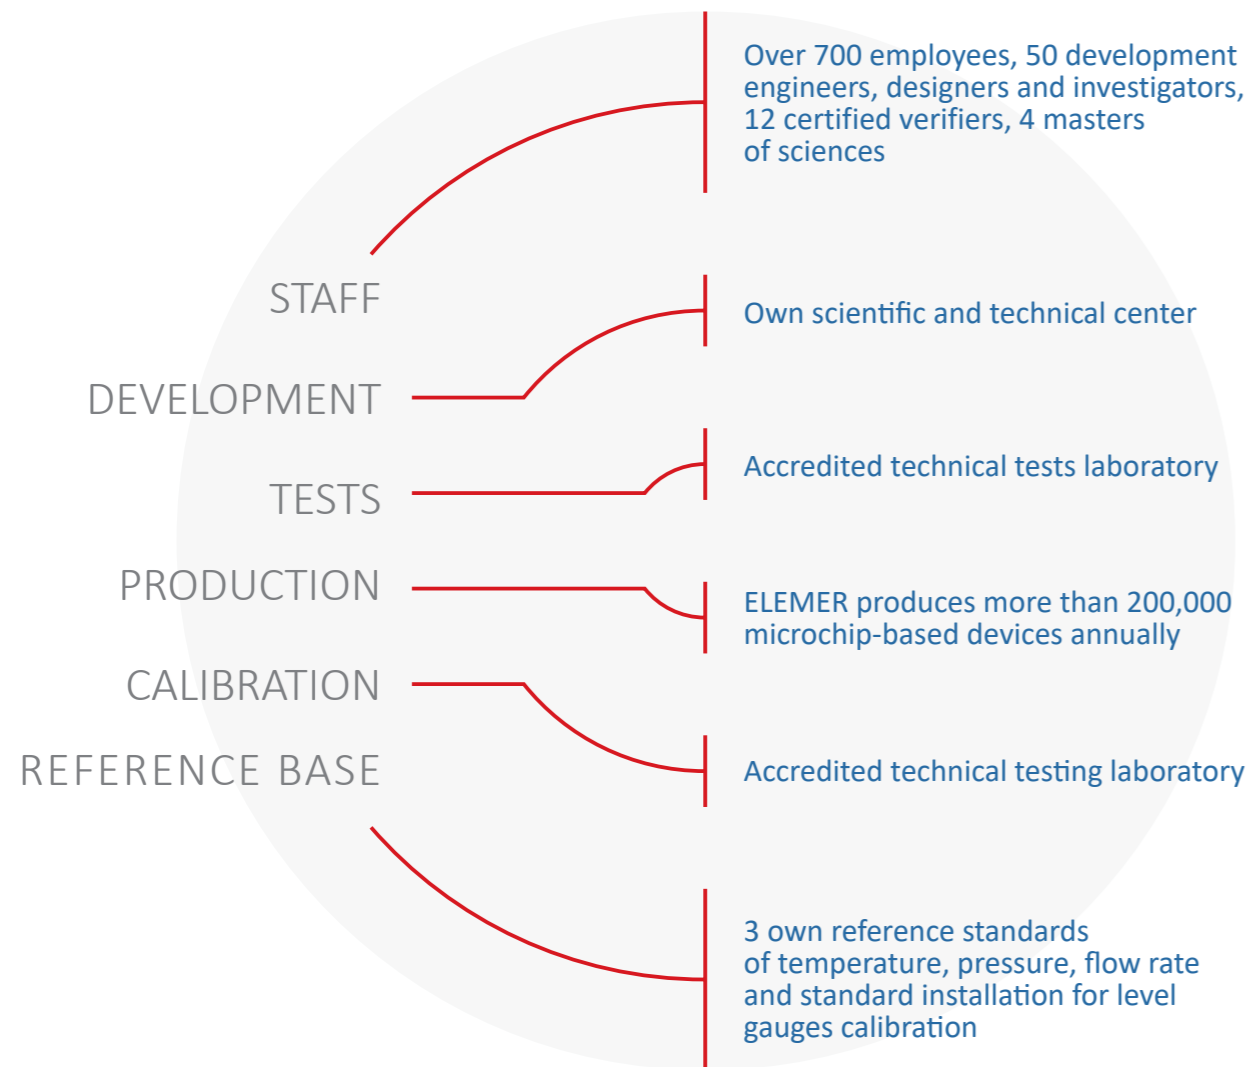 STAFF
Over 700 employees, 50 development
engineers, designers and investigators,
12 certified verifiers, 4 masters
of sciences
DEVELOPMENT
Own scientific and technical center
TESTS
Accredited technical tests laboratory
PRODUCTION
ELEMER produces more than 200,000
microchip-based devices annually
CALIBRATION
Accredited technical testing laboratory
REFERENCE BASE
3 own reference standards
of temperature, pressure, flow rate
and standard installation for level
gauges calibration